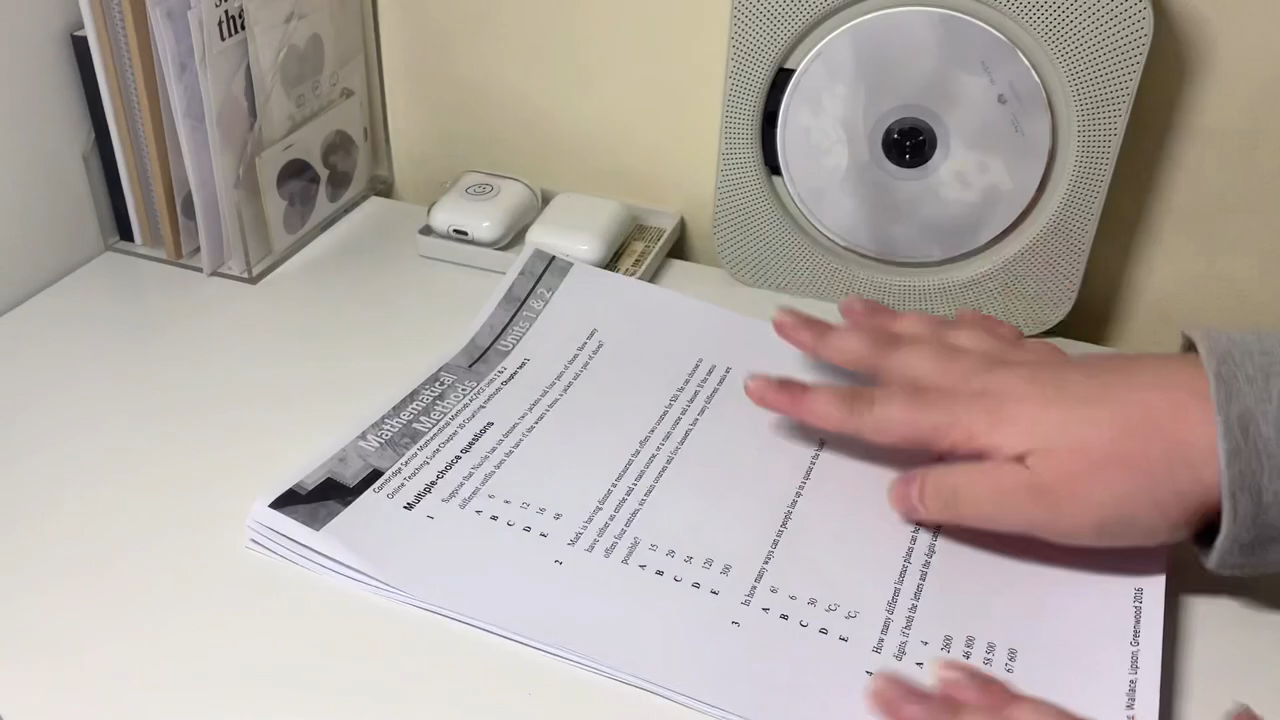 tha
Mathematical
Methods
Units 1 & 2
Cambridge Senior Mathematical Methods AC/VCE Units 1 & 2
Online Teaching Suite Chapter 10 Counting methods: Chapter test 1
Multiple-choice questions
1 Suppose that Nicole has six dresses, two jackets and four pairs of shoes. How many
different outfits does she have if she wears a dress, a jacket and a pair of shoes?
A 6
B 8
C 12
D 16
E 48
2 Mark is having dinner at restaurant that offers two courses for $20. He can choose to
have either an entrée and a main course, or a main course and a dessert. If the menu
offers four entrées, six main courses and five desserts, how many different meals are
possible?
A 15
B 29
C 54
D 120
E 300
3 In how many ways can six people line up in a queue at the
A 6!
B 6
C 30
D
E
4 How many different licence plates can be
digits, if both the letters and the digits can
A 4
2600
46 800
58 500
67 600
Wallace, Lipson, Greenwood 2016